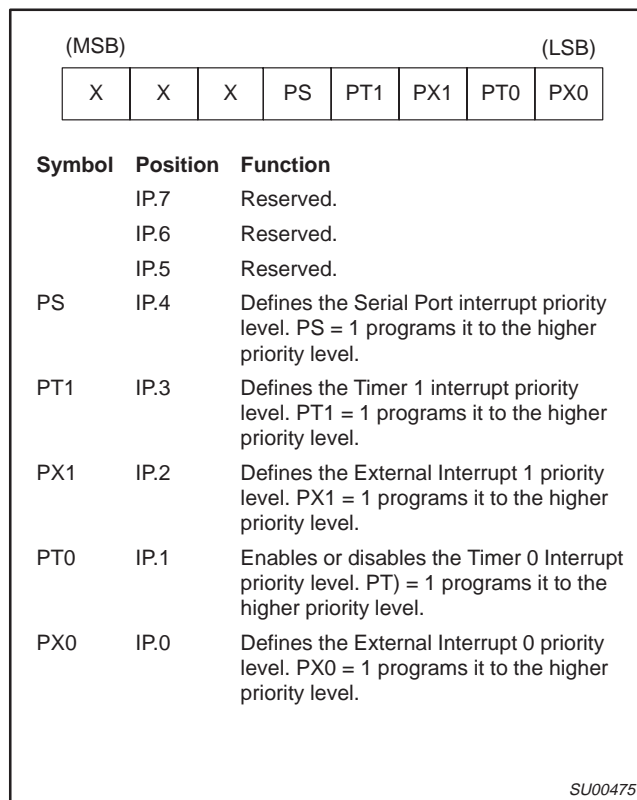 (MSB) (LSB)
X X X PS PT1 PX1 PT0 PX0
Symbol Position Function
IP.7 Reserved.
IP.6 Reserved.
IP.5 Reserved.
PS IP.4 Defines the Serial Port interrupt priority
level. PS = 1 programs it to the higher
priority level.
PT1 IP.3 Defines the Timer 1 interrupt priority
level. PT1 = 1 programs it to the higher
priority level.
PX1 IP.2 Defines the External Interrupt 1 priority
level. PX1 = 1 programs it to the higher
priority level.
PT0 IP.1 Enables or disables the Timer 0 Interrupt
priority level. PT) = 1 programs it to the
higher priority level.
PX0 IP.0 Defines the External Interrupt 0 priority
level. PX0 = 1 programs it to the higher
priority level.
SU00475